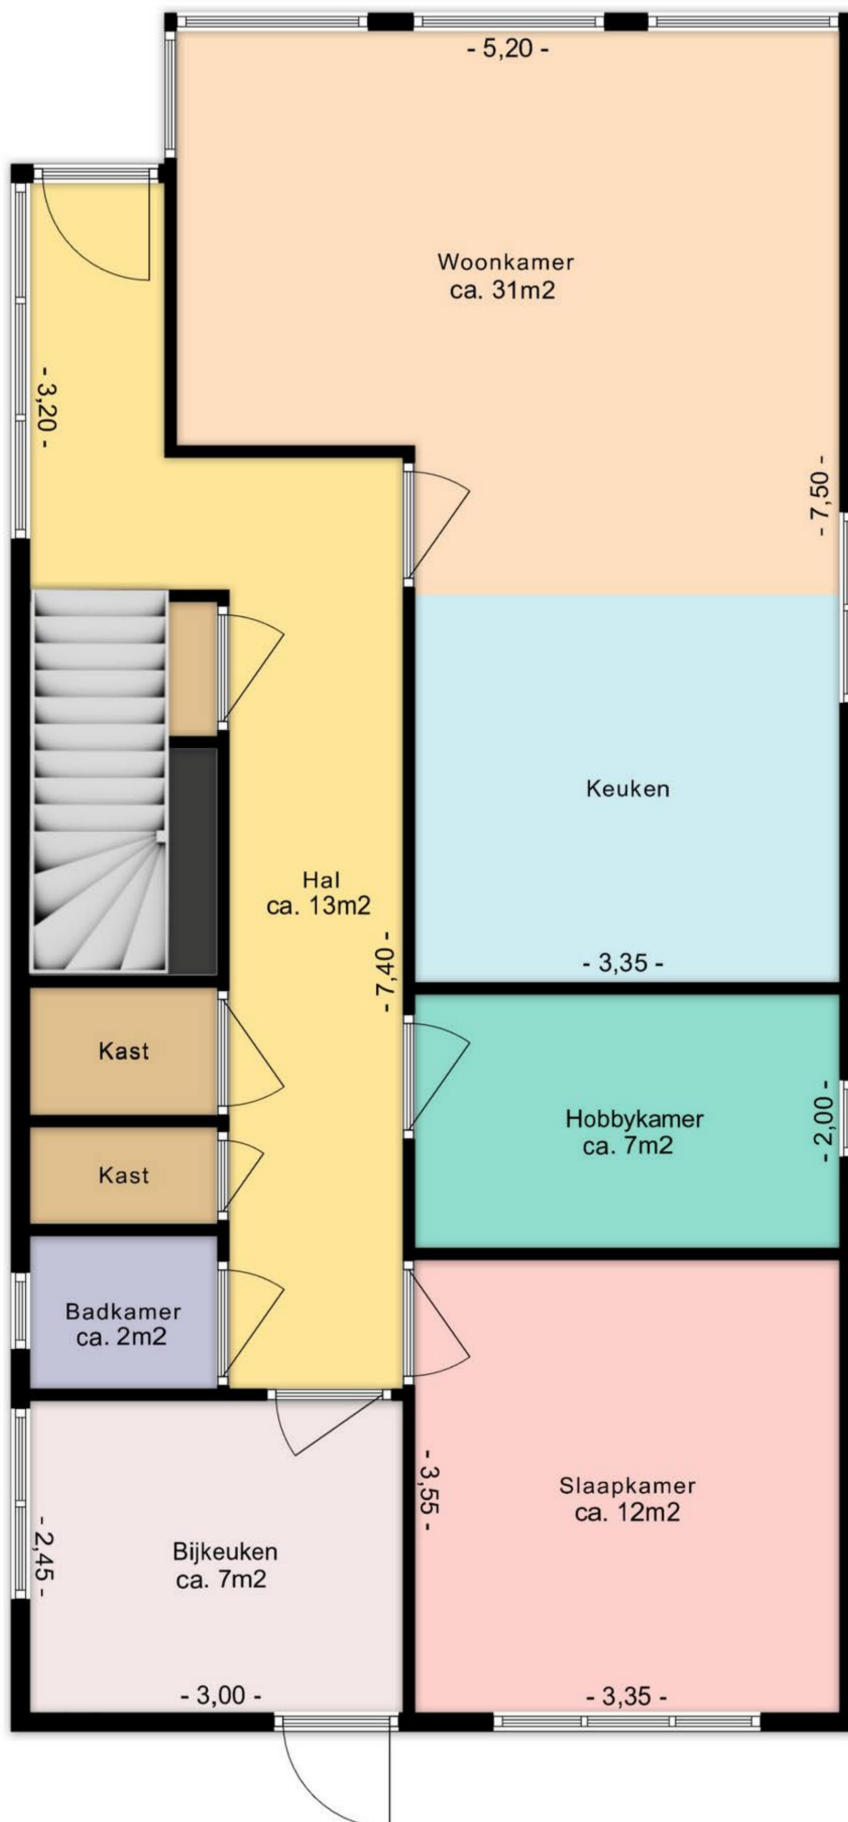 - 5,20 -
Woonkamer
ca. 31m2
- 3,20 -
- 7,50 -
Keuken
Hal
ca. 13m2
- 7,40 -
- 3,35 -
Kast
Hobbykamer
ca. 7m2
- 2,00 -
Kast
Badkamer
ca. 2m2
Slaapkamer
ca. 12m2
- 3,55 -
Bijkeuken
ca. 7m2
- 2,45 -
- 3,00 -
- 3,35 -